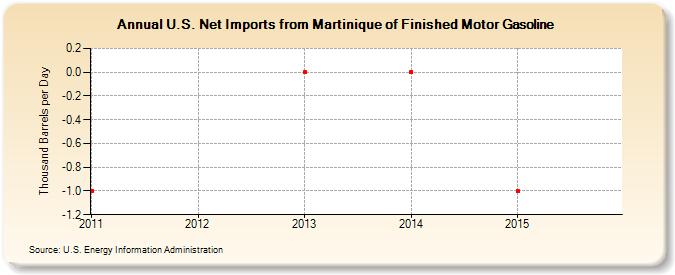 Annual U.S. Net Imports from Martinique of Finished Motor Gasoline
Thousand Barrels per Day
0.2
0.0
-0.2
-0.4
-0.6
-0.8
-1.0
-1.2
2011 2012 2013 2014 2015
Source: U.S. Energy Information Administration